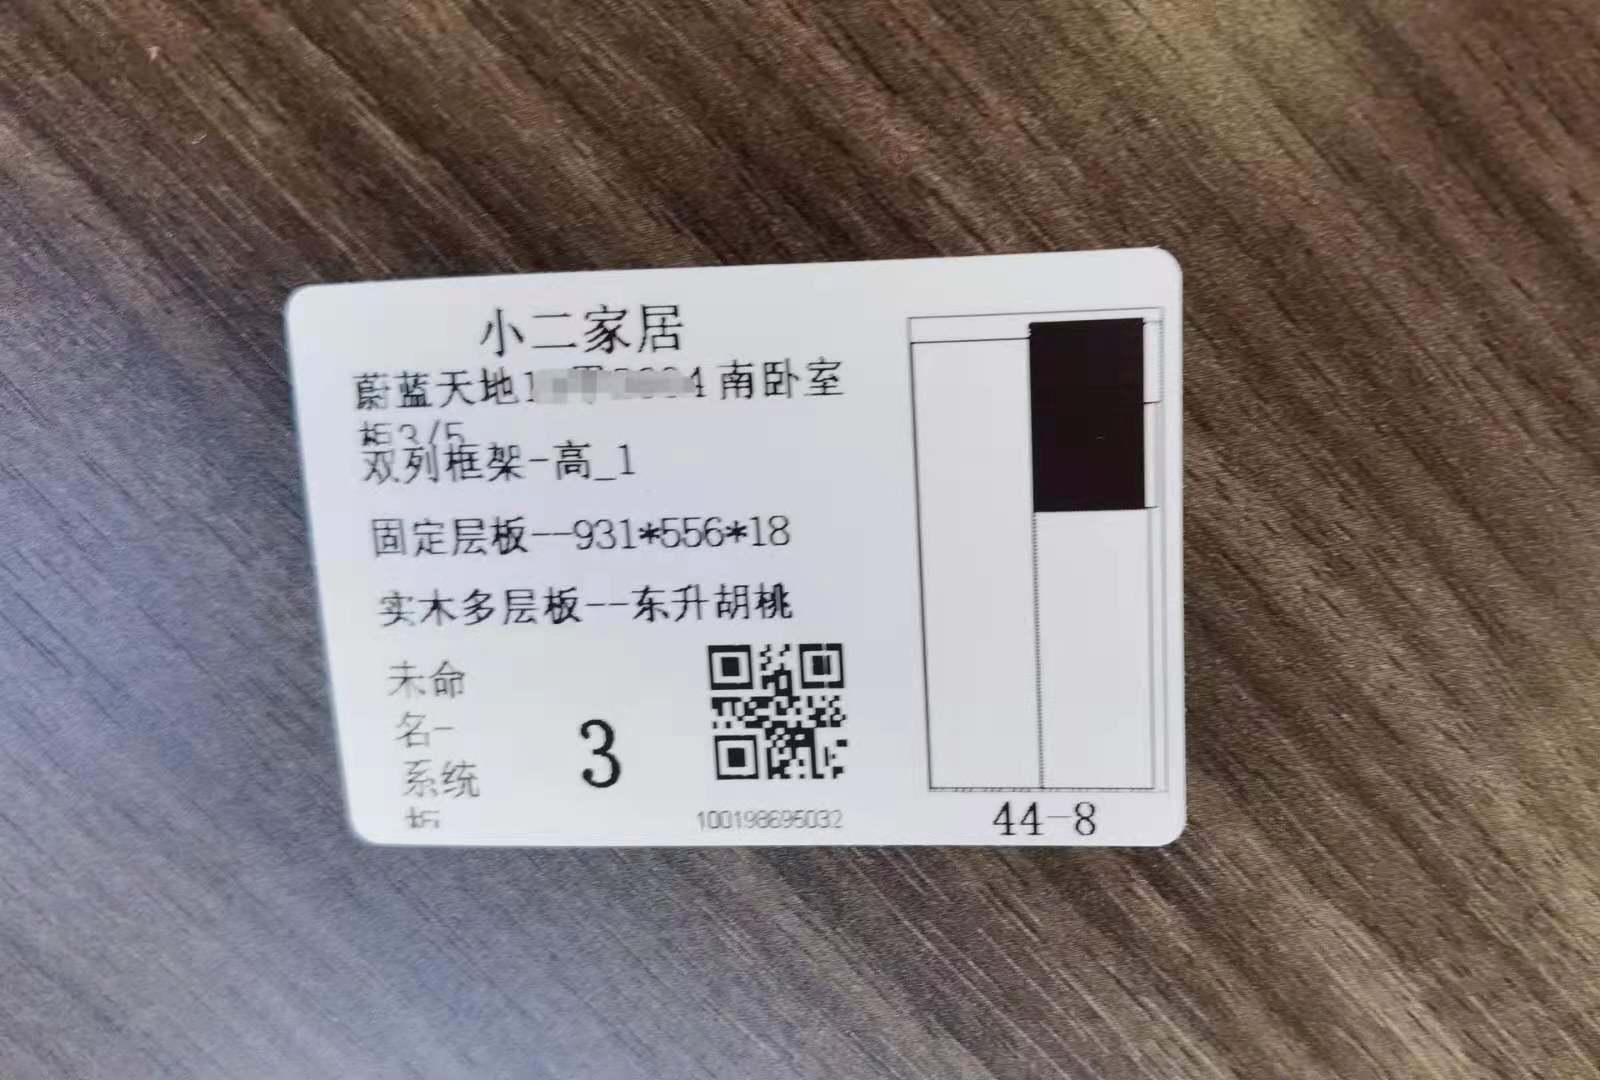 小二家居
蔚蓝天地1 4南卧室
柜3/5
双列框架-高_1
固定层板--931*556*18
实木多层板--东升胡桃
未命
名-
系统
3
100198695032
44-8